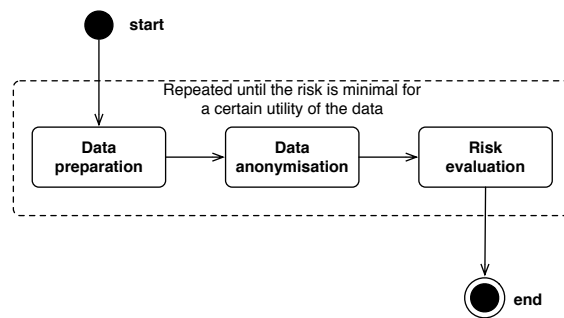 start
Repeated until the risk is minimal for
a certain utility of the data
Data
preparation
Data
anonymisation
Risk
evaluation
end